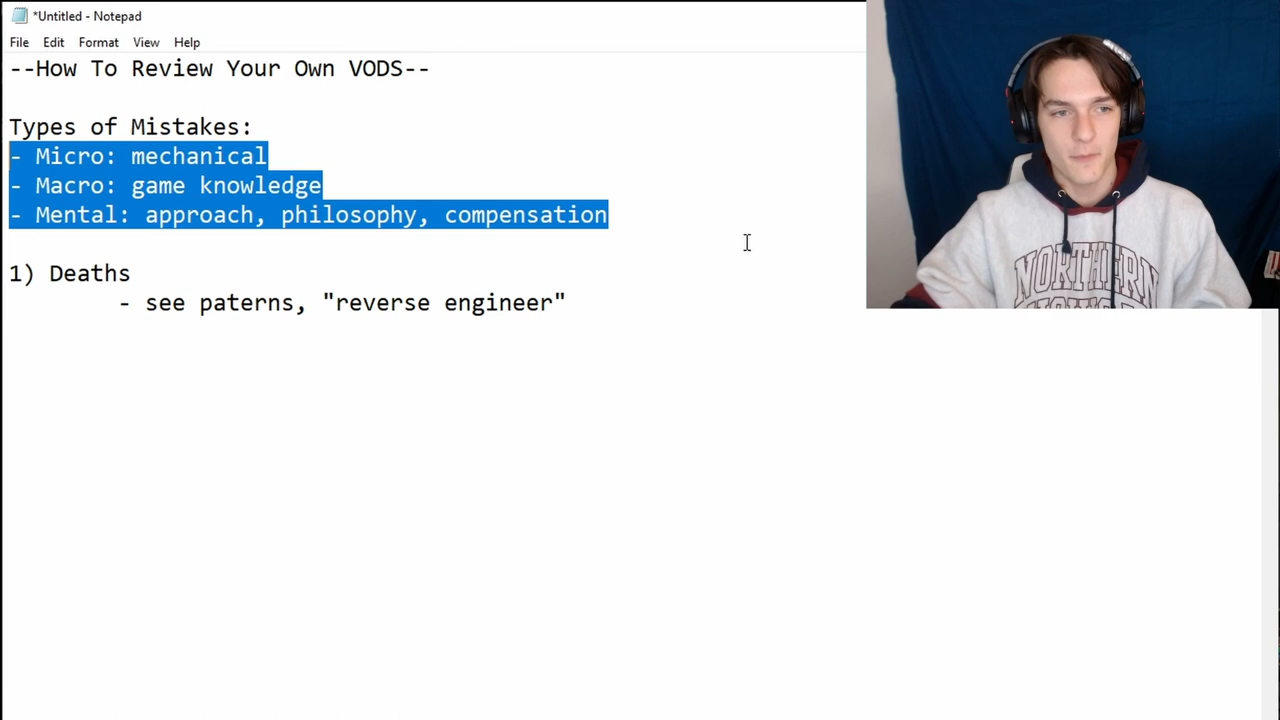 *Untitled - Notepad
File Edit Format View Help
--How To Review Your Own VODS--
Types of Mistakes:
- Micro: mechanical
- Macro: game knowledge
- Mental: approach, philosophy, compensation
1) Deaths
- see paterns, "reverse engineer"
NORTHERN